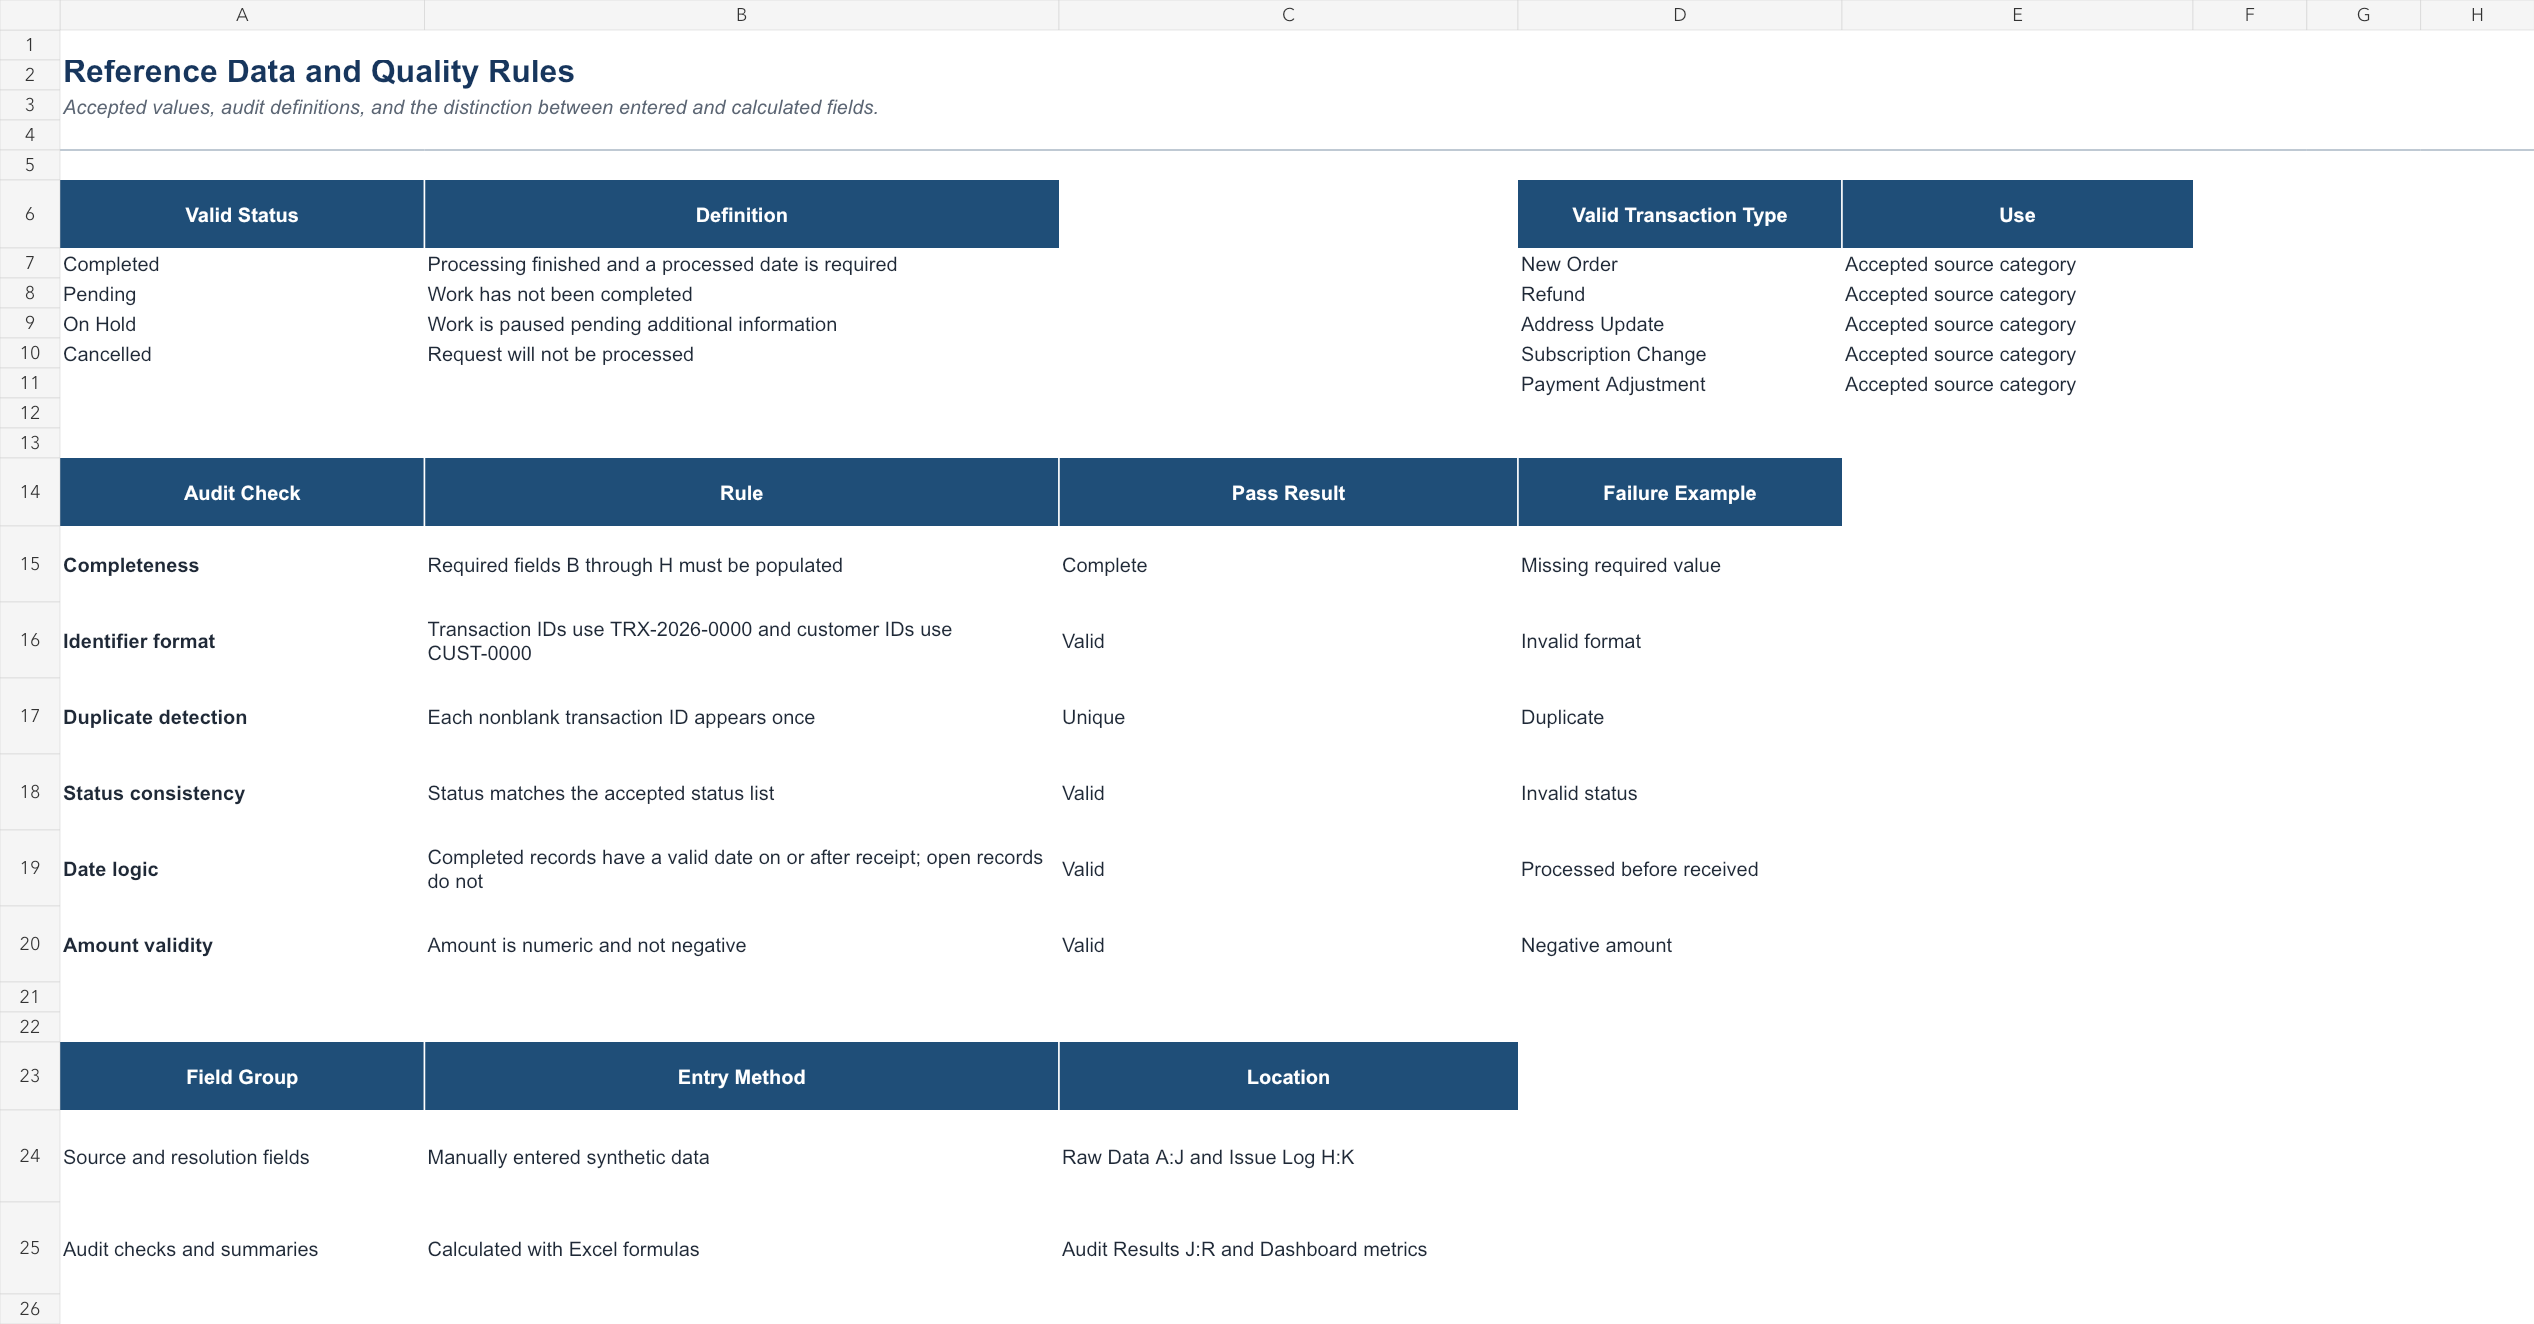 A B C D E F G H
1
2 Reference Data and Quality Rules
3 Accepted values, audit definitions, and the distinction between entered and calculated fields.
4
5
6 Valid Status Definition Valid Transaction Type Use
7 Completed Processing finished and a processed date is required New Order Accepted source category
8 Pending Work has not been completed Refund Accepted source category
9 On Hold Work is paused pending additional information Address Update Accepted source category
10 Cancelled Request will not be processed Subscription Change Accepted source category
11 Payment Adjustment Accepted source category
12
13
14 Audit Check Rule Pass Result Failure Example
15 Completeness Required fields B through H must be populated Complete Missing required value
16 Identifier format Transaction IDs use TRX-2026-0000 and customer IDs use
CUST-0000 Valid Invalid format
17 Duplicate detection Each nonblank transaction ID appears once Unique Duplicate
18 Status consistency Status matches the accepted status list Valid Invalid status
19 Date logic Completed records have a valid date on or after receipt; open records
do not Valid Processed before received
20 Amount validity Amount is numeric and not negative Valid Negative amount
21
22
23 Field Group Entry Method Location
24 Source and resolution fields Manually entered synthetic data Raw Data A:J and Issue Log H:K
25 Audit checks and summaries Calculated with Excel formulas Audit Results J:R and Dashboard metrics
26